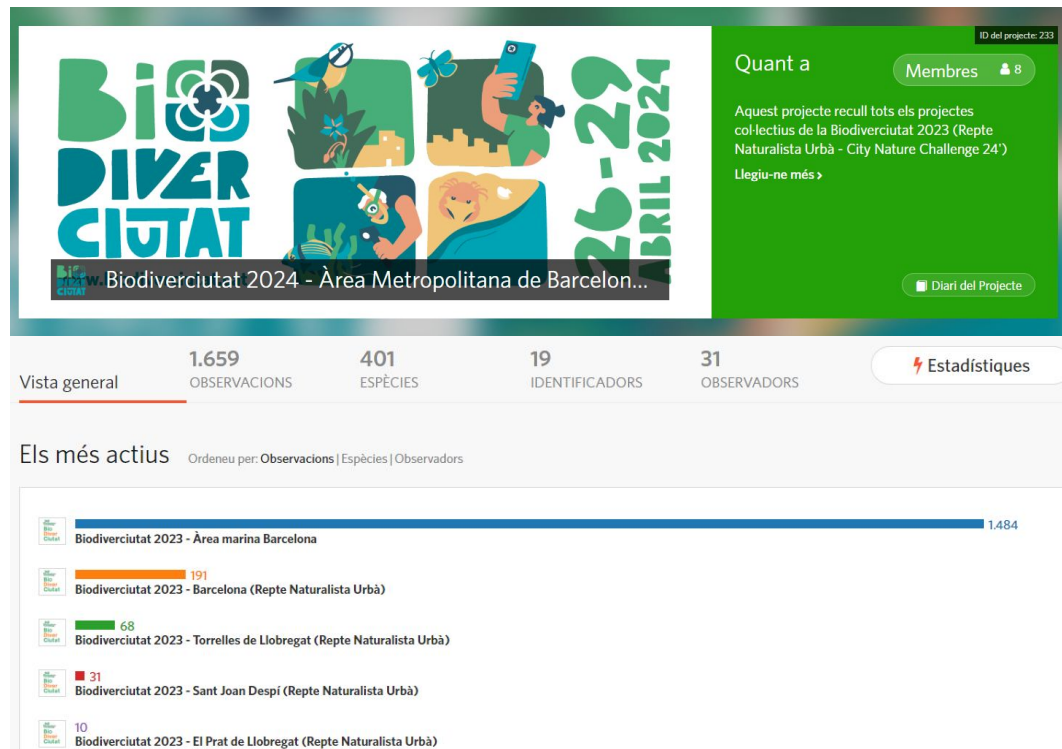 BiO
DIVER
CIUTAT
26-29
ABRIL 2024
Biodiverciutat 2024 - Àrea Metropolitana de Barcelon...
ID del projecte: 233
Quant a
Membres 8
Aquest projecte recull tots els projectes
col·lectius de la Biodiverciutat 2023 (Repte
Naturalista Urbà - City Nature Challenge 24')
Llegiu-ne més >
Diari del Projecte
Vista general
1.659
OBSERVACIONS
401
ESPÈCIES
19
IDENTIFICADORS
31
OBSERVADORS
Estadístiques
Els més actius Ordeneu per: Observacions | Espècies | Observadors
1.484
Biodiverciutat 2023 - Àrea marina Barcelona
191
Biodiverciutat 2023 - Barcelona (Repte Naturalista Urbà)
68
Biodiverciutat 2023 - Torrelles de Llobregat (Repte Naturalista Urbà)
31
Biodiverciutat 2023 - Sant Joan Despí (Repte Naturalista Urbà)
10
Biodiverciutat 2023 - El Prat de Llobregat (Repte Naturalista Urbà)